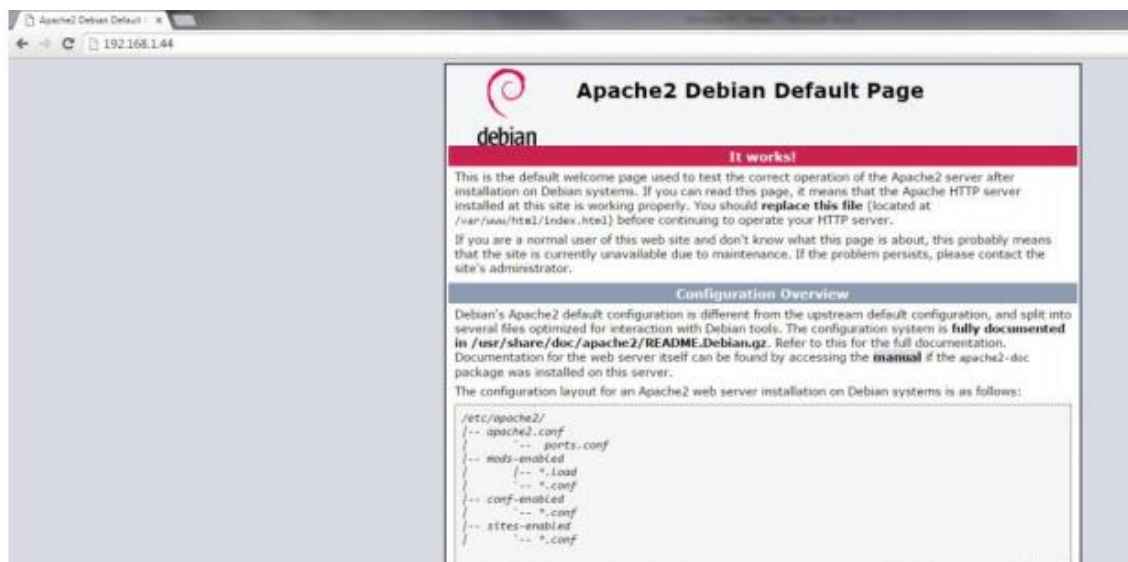 Apache2 Debian Default
192.168.1.44
debian
Apache2 Debian Default Page
It works!
This is the default welcome page used to test the correct operation of the Apache2 server after
installation on Debian systems. If you can read this page, it means that the Apache HTTP server
installed at this site is working properly. You should replace this file (located at
/var/www/html/index.html) before continuing to operate your HTTP server.
If you are a normal user of this web site and don't know what this page is about, this probably means
that the site is currently unavailable due to maintenance. If the problem persists, please contact the
site's administrator.
Configuration Overview
Debian's Apache2 default configuration is different from the upstream default configuration, and split into
several files optimized for interaction with Debian tools. The configuration system is fully documented
in /usr/share/doc/apache2/README.Debian.gz. Refer to this for the full documentation.
Documentation for the web server itself can be found by accessing the manual if the apache2-doc
package was installed on this server.
The configuration layout for an Apache2 web server installation on Debian systems is as follows:
/etc/apache2/
|-- apache2.conf
|       `--  ports.conf
|-- mods-enabled
|       |-- *.load
|       `-- *.conf
|-- conf-enabled
|       `-- *.conf
|-- sites-enabled
|       `-- *.conf